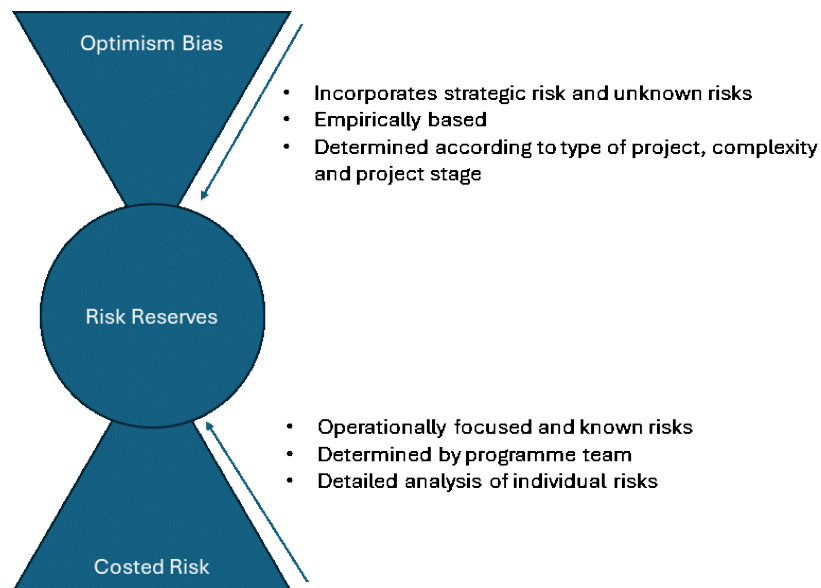 Optimism Bias
• Incorporates strategic risk and unknown risks
• Empirically based
• Determined according to type of project, complexity
and project stage
Risk Reserves
• Operationally focused and known risks
• Determined by programme team
• Detailed analysis of individual risks
Costed Risk